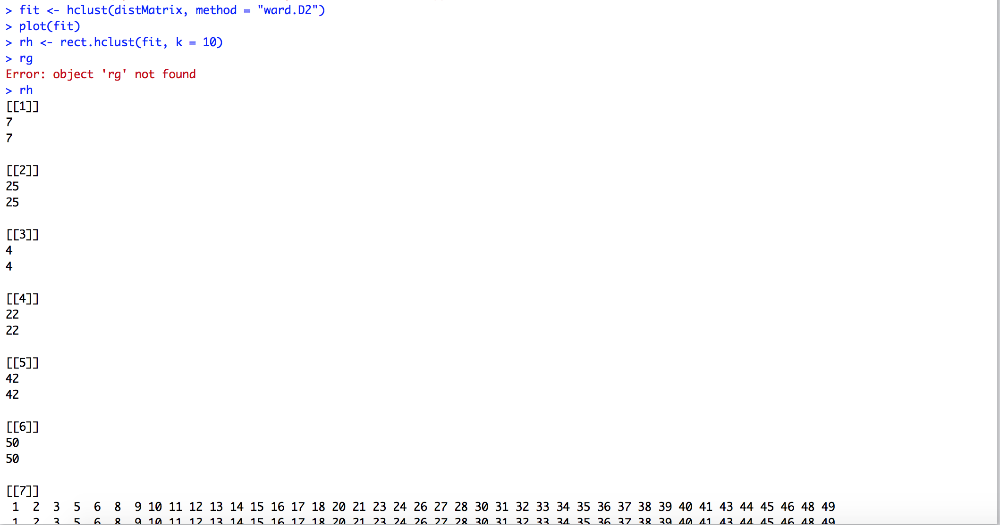 > fit <- hclust(distMatrix, method = "ward.D2")
> plot(fit)
> rh <- rect.hclust(fit, k = 10)
> rg
Error: object 'rg' not found
> rh
[[1]]
7
7
[[2]]
25
25
[[3]]
4
4
[[4]]
22
22
[[5]]
42
42
[[6]]
50
50
[[7]]
1 2 3 5 6 8 9 10 11 12 13 14 15 16 17 18 20 21 23 24 26 27 28 30 31 32 33 34 35 36 37 38 39 40 41 43 44 45 46 48 49
1 2 3 5 6 8 9 10 11 12 13 14 15 16 17 18 20 21 23 24 26 27 28 30 31 32 33 34 35 36 37 38 39 40 41 43 44 45 46 48 49